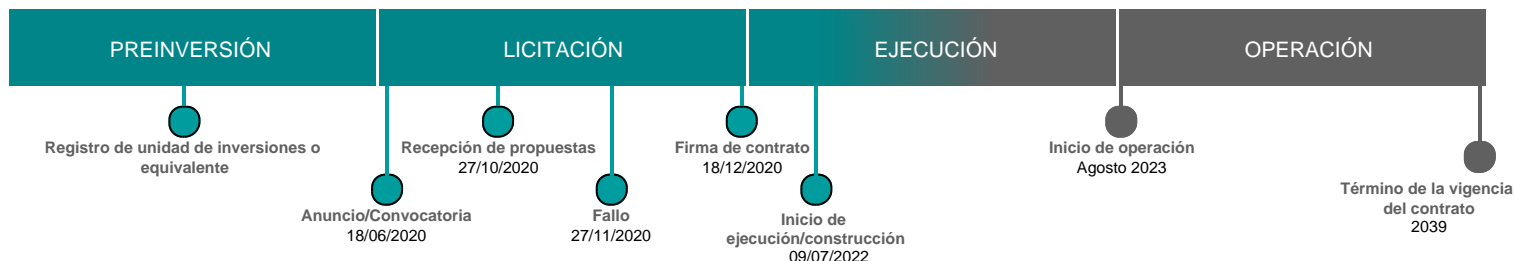 PREINVERSIÓN
LICITACIÓN
EJECUCIÓN
OPERACIÓN
Registro de unidad de inversiones o
equivalente
Anuncio/Convocatoria
18/06/2020
Recepción de propuestas
27/10/2020
Fallo
27/11/2020
Firma de contrato
18/12/2020
Inicio de
ejecución/construcción
09/07/2022
Inicio de operación
Agosto 2023
Término de la vigencia
del contrato
2039